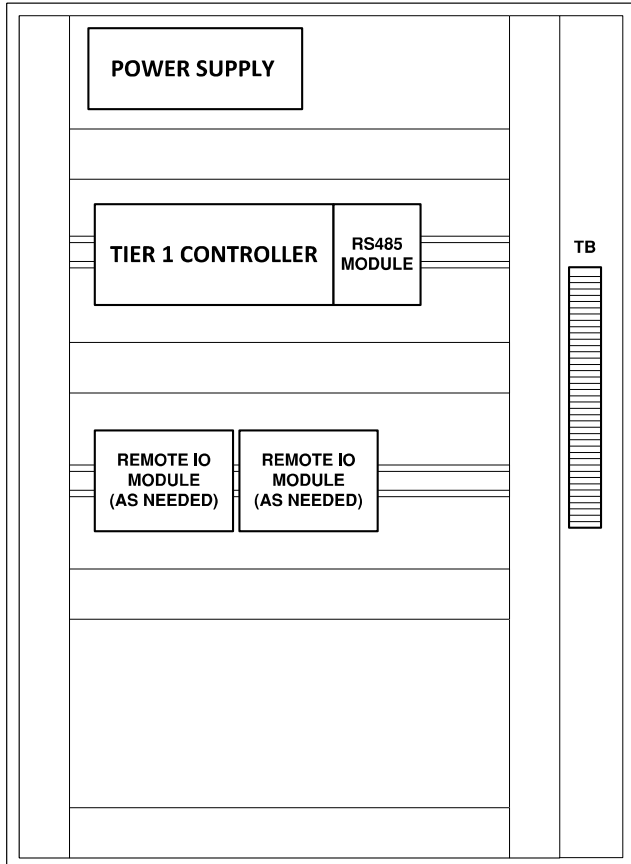 POWER SUPPLY
TIER 1 CONTROLLER
RS485
MODULE
TB
REMOTE IO
MODULE
(AS NEEDED)
REMOTE IO
MODULE
(AS NEEDED)